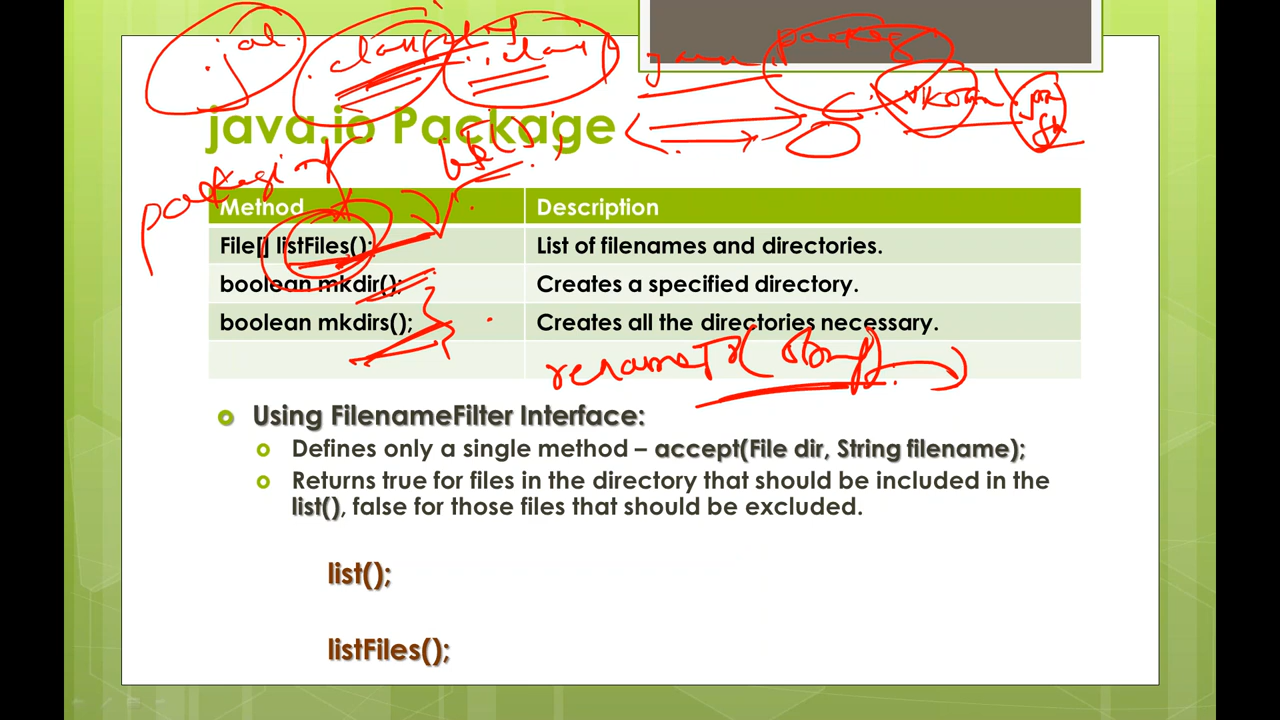 java.io Package
list();
Method Description
File[] listFiles(); List of filenames and directories.
boolean mkdir(); Creates a specified directory.
boolean mkdirs(); Creates all the directories necessary.
Using FilenameFilter Interface:
Defines only a single method – accept(File dir, String filename);
Returns true for files in the directory that should be included in the
list(), false for those files that should be excluded.
list();
listFiles();